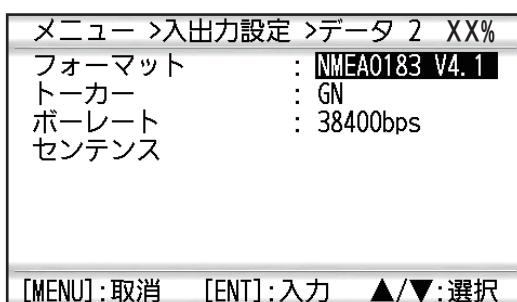 メニュー >入出力設定 >データ 2 XX%
フォーマット : NMEA0183 V4.1
トーカー : GN
ボーレート : 38400bps
センテンス
[MENU]:取消 [ENT]:入力 ▲/▼:選択